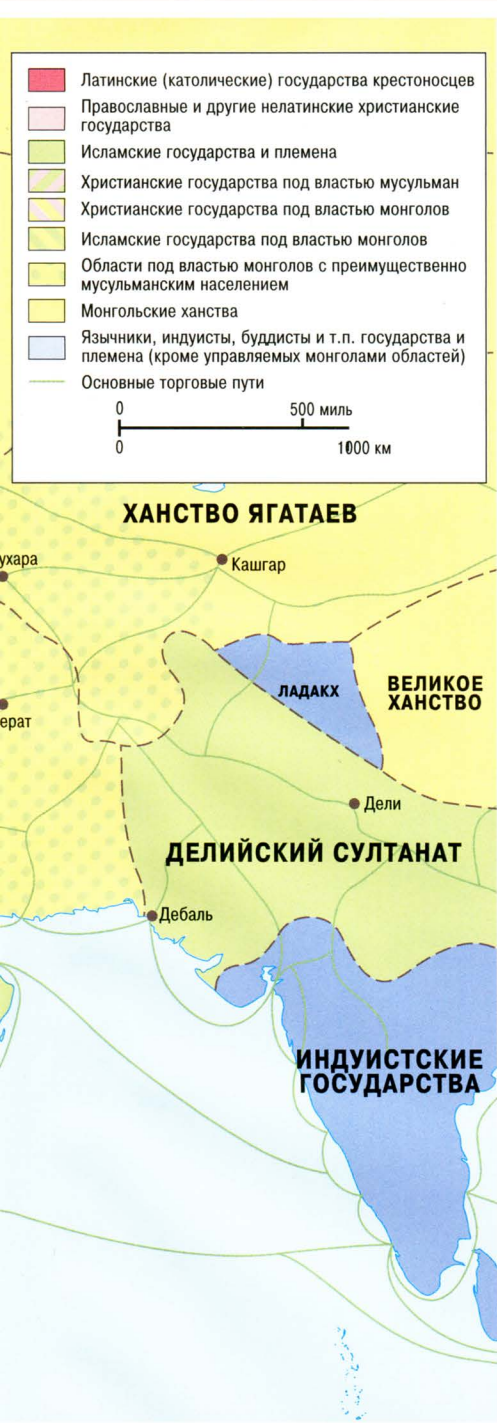 Латинские (католические) государства крестоносцев
Православные и другие нелатинские христианские
государства
Исламские государства и племена
Христианские государства под властью мусульман
Христианские государства под властью монголов
Исламские государства под властью монголов
Области под властью монголов с преимущественно
мусульманским населением
Монгольские ханства
Язычники, индуисты, буддисты и т.п. государства и
племена (кроме управляемых монголами областей)
Основные торговые пути
0 500 миль
0 1000 км
ХАНСТВО ЯГАТАЕВ
ухара
Кашгар
ЛАДАКХ
ВЕЛИКОЕ
ХАНСТВО
ерат
Дели
ДЕЛИЙСКИЙ СУЛТАНАТ
Дебаль
ИНДУИСТСКИЕ
ГОСУДАРСТВА